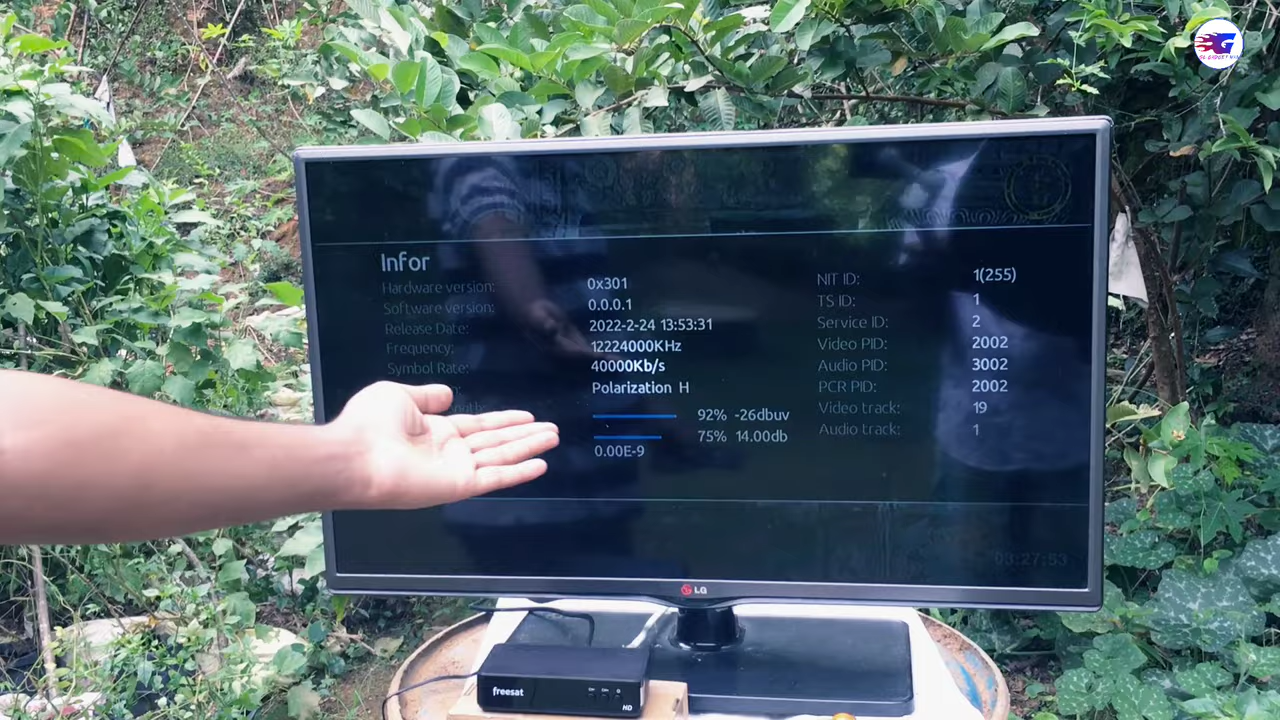 G
Infor
Hardware version: 0x301
Software version: 0.0.0.1
Release Date: 2022-2-24 13:53:31
Frequency: 12224000KHz
Symbol Rate: 40000Kb/s
Polarization H
92% -26dbuv
75% 14.00db
0.00E-9
NIT ID: 1(255)
TS ID: 1
Service ID: 2
Video PID: 2002
Audio PID: 3002
PCR PID: 2002
Video track: 19
Audio track: 1
03:27:53
LG
freesat
HD